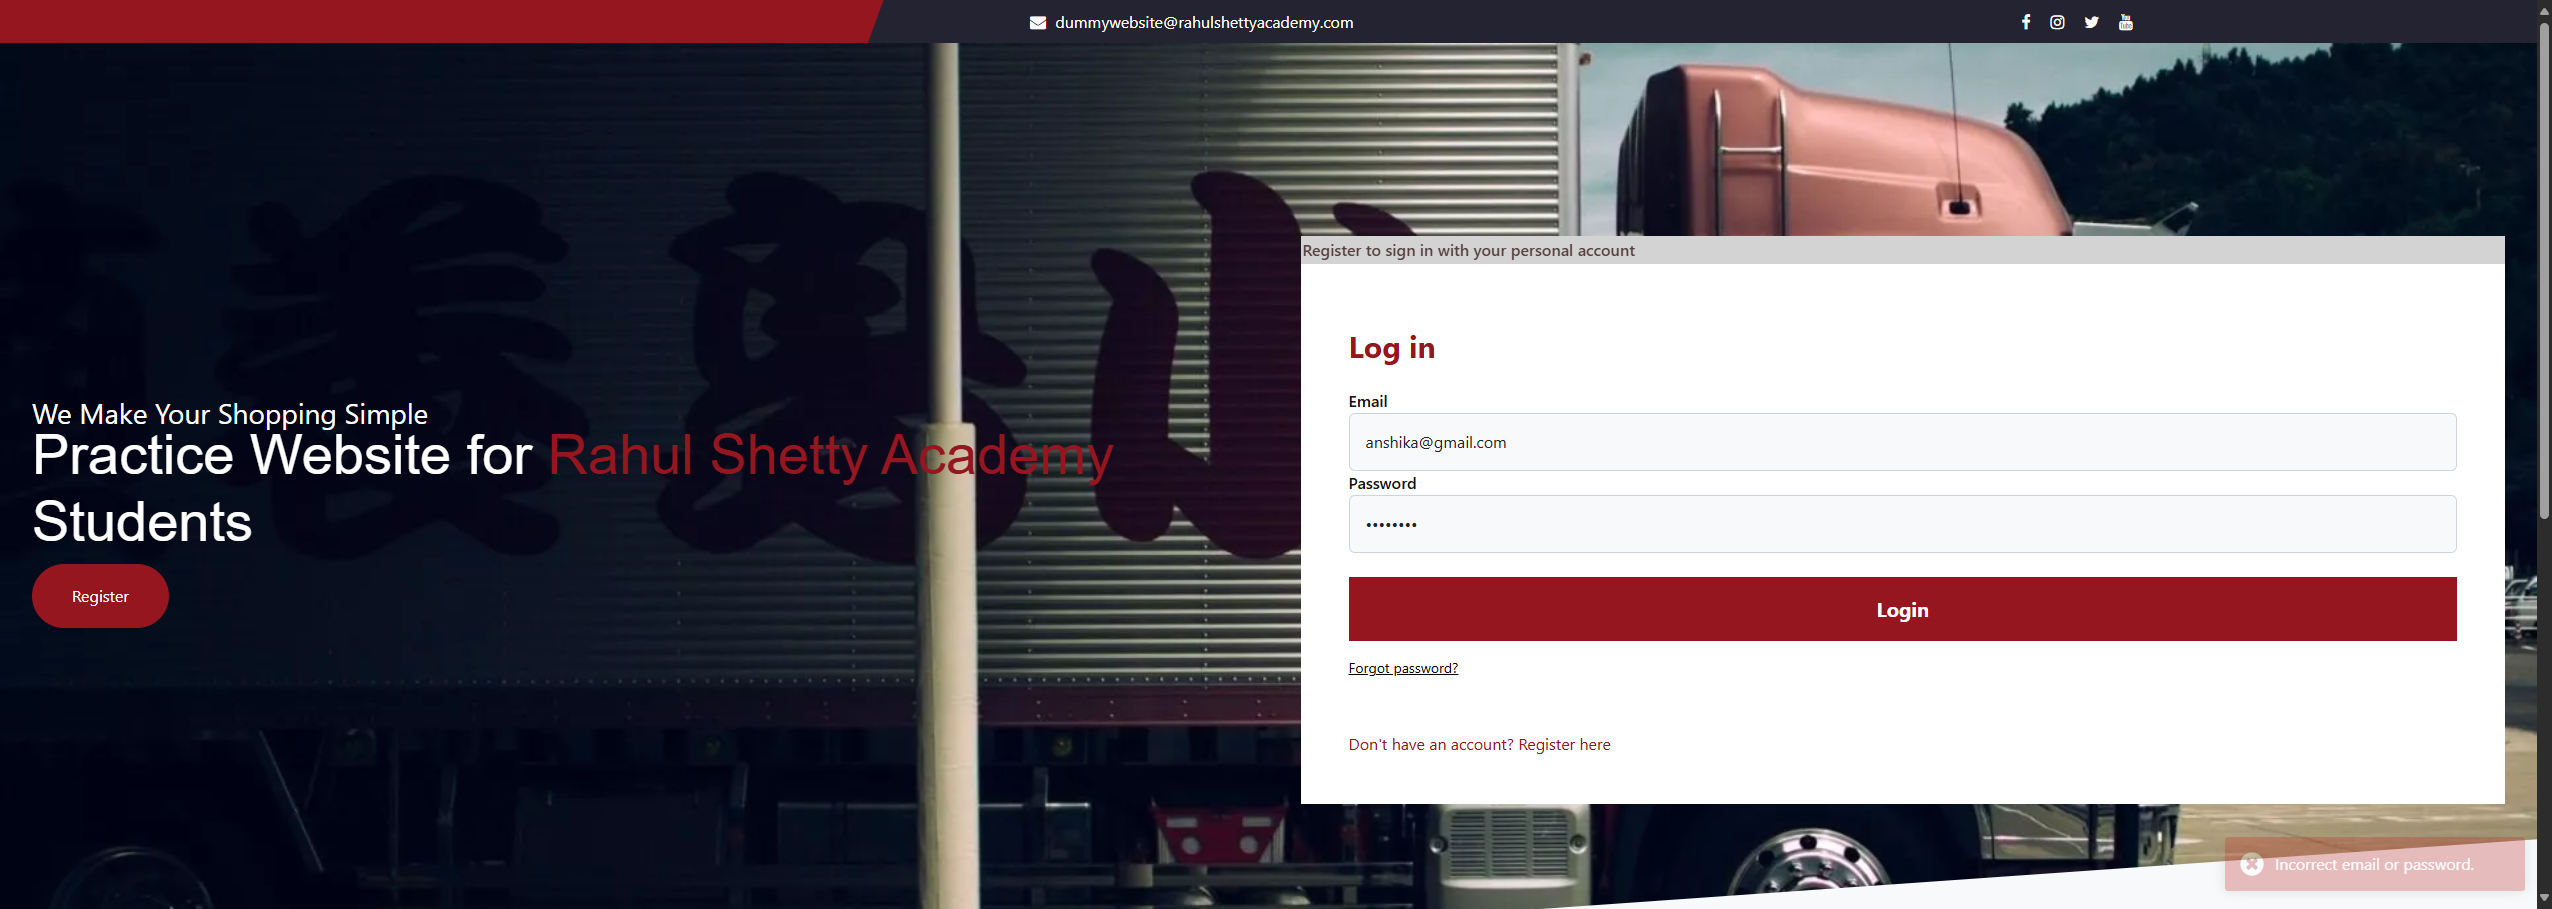 dummywebsite@rahulshettyacademy.com
We Make Your Shopping Simple
Practice Website for Rahul Shetty Academy
Students
Register
Register to sign in with your personal account
Log in
Email
anshika@gmail.com
Password
••••••••
Login
Forgot password?
Don't have an account? Register here
Incorrect email or password.